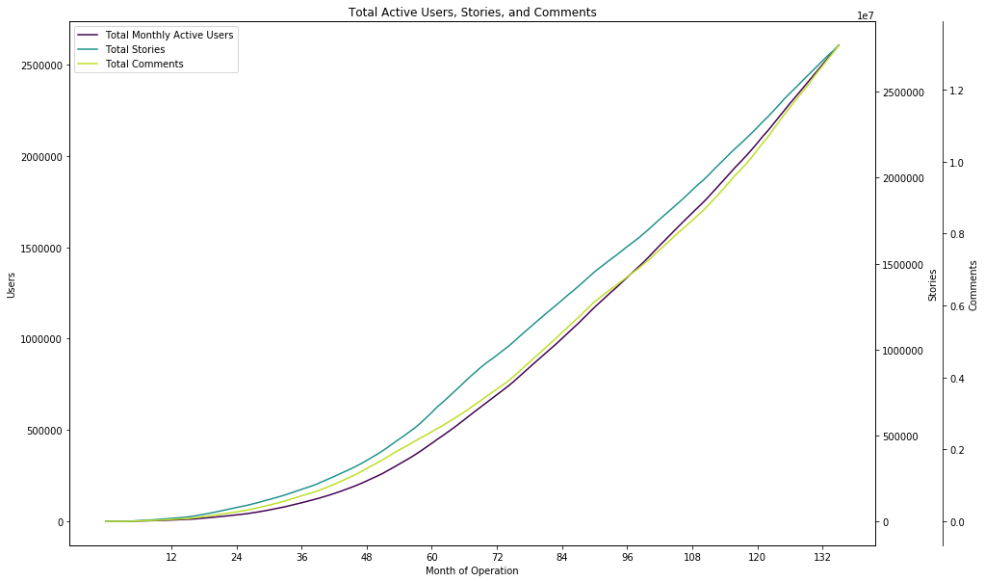 Total Active Users, Stories, and Comments
1e7
Total Monthly Active Users
Total Stories
Total Comments
2500000
2000000
1500000
1000000
500000
0
Users
12 24 36 48 60 72 84 96 108 120 132
Month of Operation
2500000
2000000
1500000
1000000
500000
0
Stories
1.2
1.0
0.8
0.6
0.4
0.2
0.0
Comments